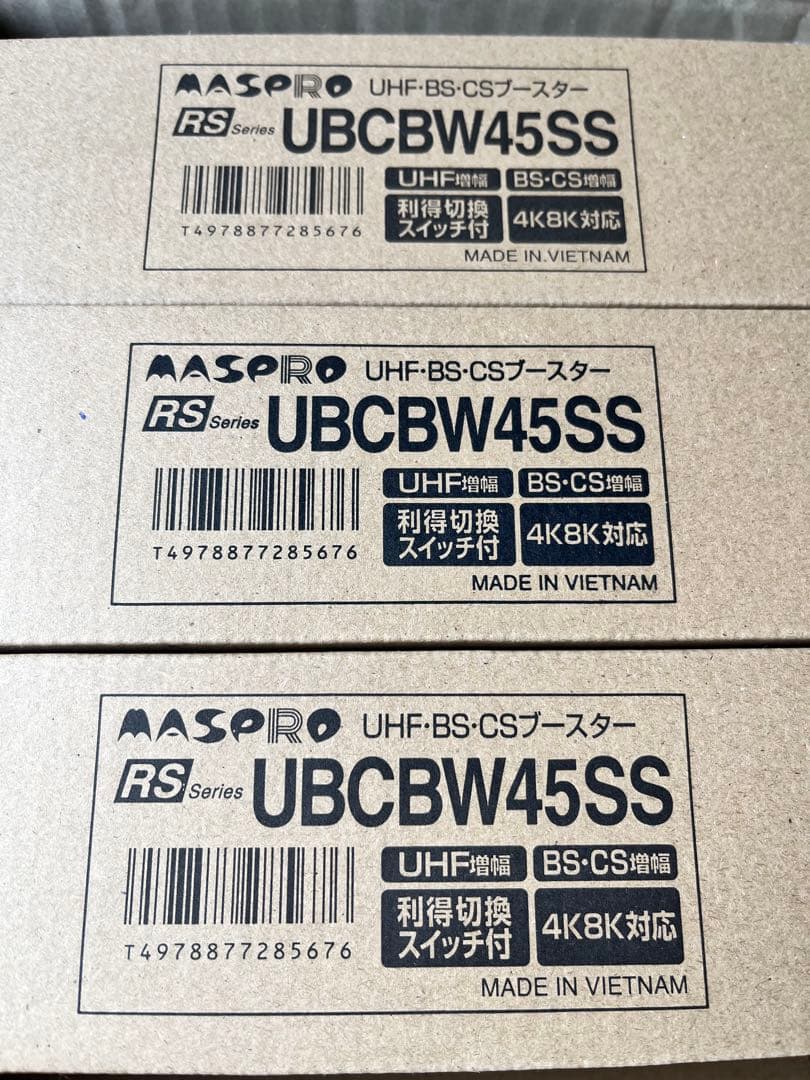 MASPRO UHF・BS・CSブースター
RS Series UBCBW45SS
UHF増幅 BS・CS増幅
利得切換
スイッチ付 4K8K対応
T4978877285676
MADE IN VIETNAM
MASPRO UHF・BS・CSブースター
RS Series UBCBW45SS
UHF増幅 BS・CS増幅
利得切換
スイッチ付 4K8K対応
T4978877285676
MADE IN VIETNAM
MASPRO UHF・BS・CSブースター
RS Series UBCBW45SS
UHF増幅 BS・CS増幅
利得切換
スイッチ付 4K8K対応
T4978877285676
MADE IN VIETNAM